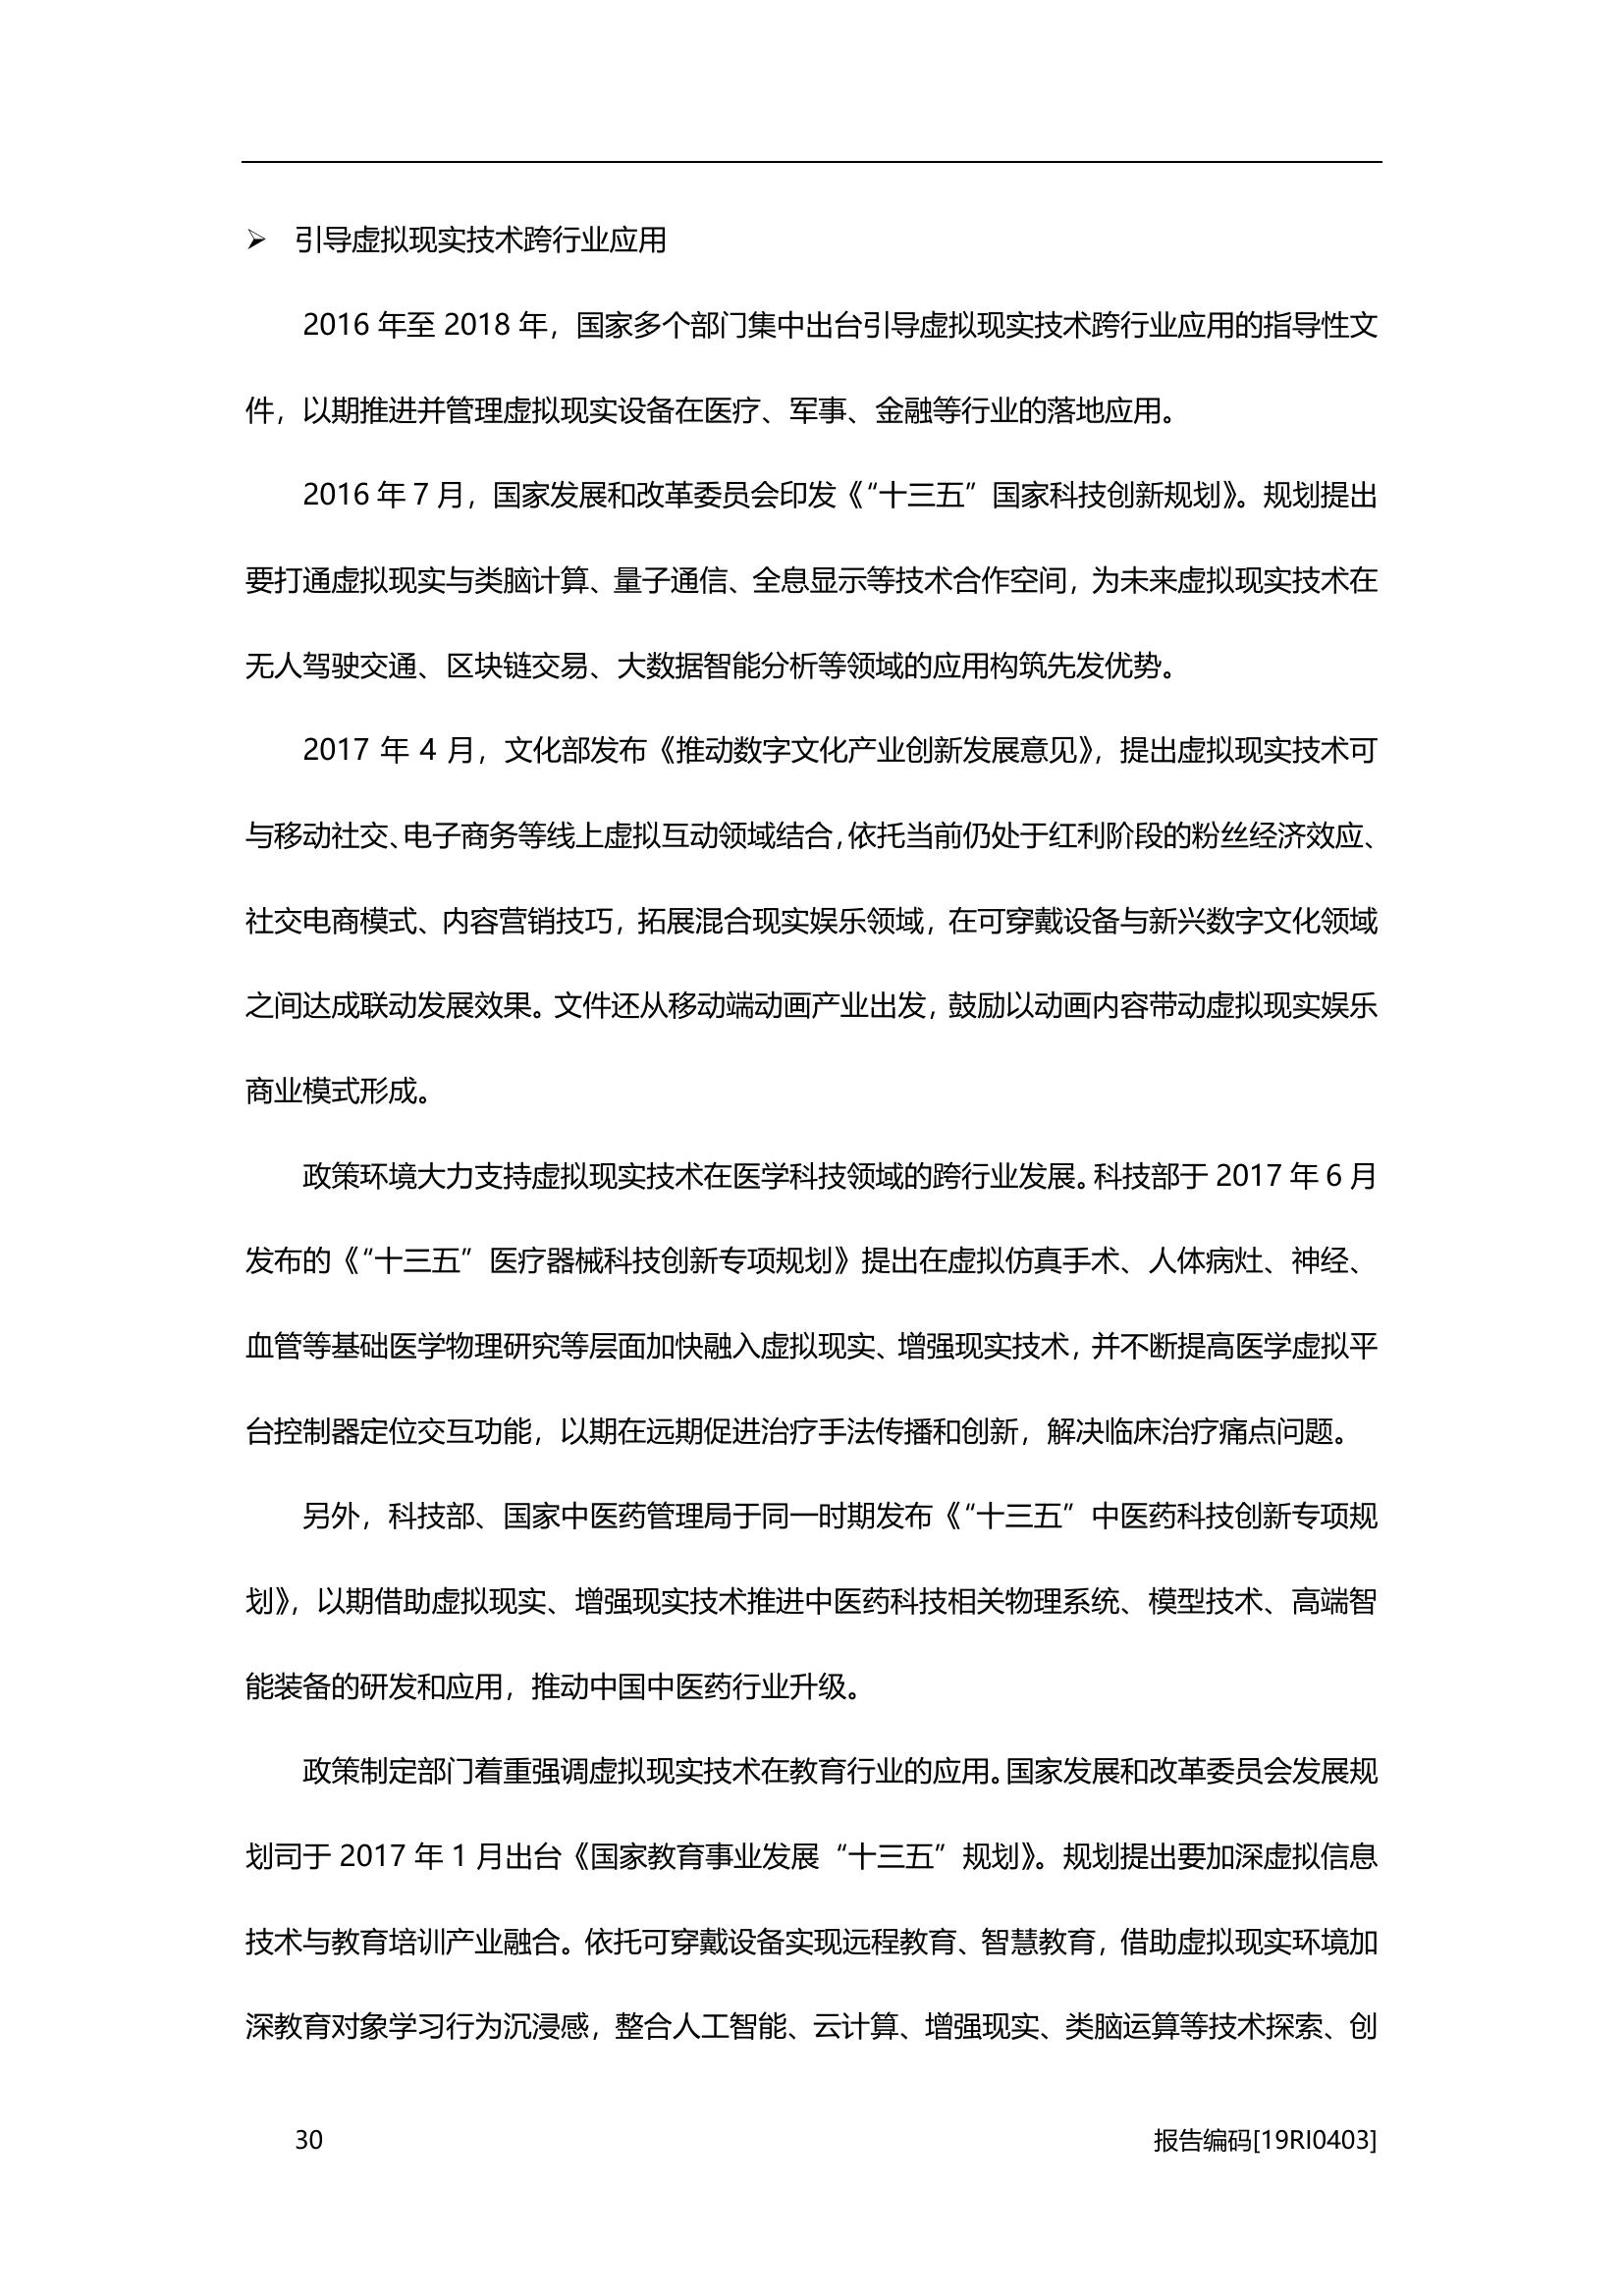 ➢ 引导虚拟现实技术跨行业应用
2016 年至 2018 年，国家多个部门集中出台引导虚拟现实技术跨行业应用的指导性文
件，以期推进并管理虚拟现实设备在医疗、军事、金融等行业的落地应用。
2016 年 7 月，国家发展和改革委员会印发《“十三五”国家科技创新规划》。规划提出
要打通虚拟现实与类脑计算、量子通信、全息显示等技术合作空间，为未来虚拟现实技术在
无人驾驶交通、区块链交易、大数据智能分析等领域的应用构筑先发优势。
2017 年 4 月，文化部发布《推动数字文化产业创新发展意见》，提出虚拟现实技术可
与移动社交、电子商务等线上虚拟互动领域结合，依托当前仍处于红利阶段的粉丝经济效应、
社交电商模式、内容营销技巧，拓展混合现实娱乐领域，在可穿戴设备与新兴数字文化领域
之间达成联动发展效果。文件还从移动端动画产业出发，鼓励以动画内容带动虚拟现实娱乐
商业模式形成。
政策环境大力支持虚拟现实技术在医学科技领域的跨行业发展。科技部于 2017 年 6 月
发布的《“十三五”医疗器械科技创新专项规划》提出在虚拟仿真手术、人体病灶、神经、
血管等基础医学物理研究等层面加快融入虚拟现实、增强现实技术，并不断提高医学虚拟平
台控制器定位交互功能，以期在远期促进治疗手法传播和创新，解决临床治疗痛点问题。
另外，科技部、国家中医药管理局于同一时期发布《“十三五”中医药科技创新专项规
划》，以期借助虚拟现实、增强现实技术推进中医药科技相关物理系统、模型技术、高端智
能装备的研发和应用，推动中国中医药行业升级。
政策制定部门着重强调虚拟现实技术在教育行业的应用。国家发展和改革委员会发展规
划司于 2017 年 1 月出台《国家教育事业发展“十三五”规划》。规划提出要加深虚拟信息
技术与教育培训产业融合。依托可穿戴设备实现远程教育、智慧教育，借助虚拟现实环境加
深教育对象学习行为沉浸感，整合人工智能、云计算、增强现实、类脑运算等技术探索、创
30 报告编码[19RI0403]